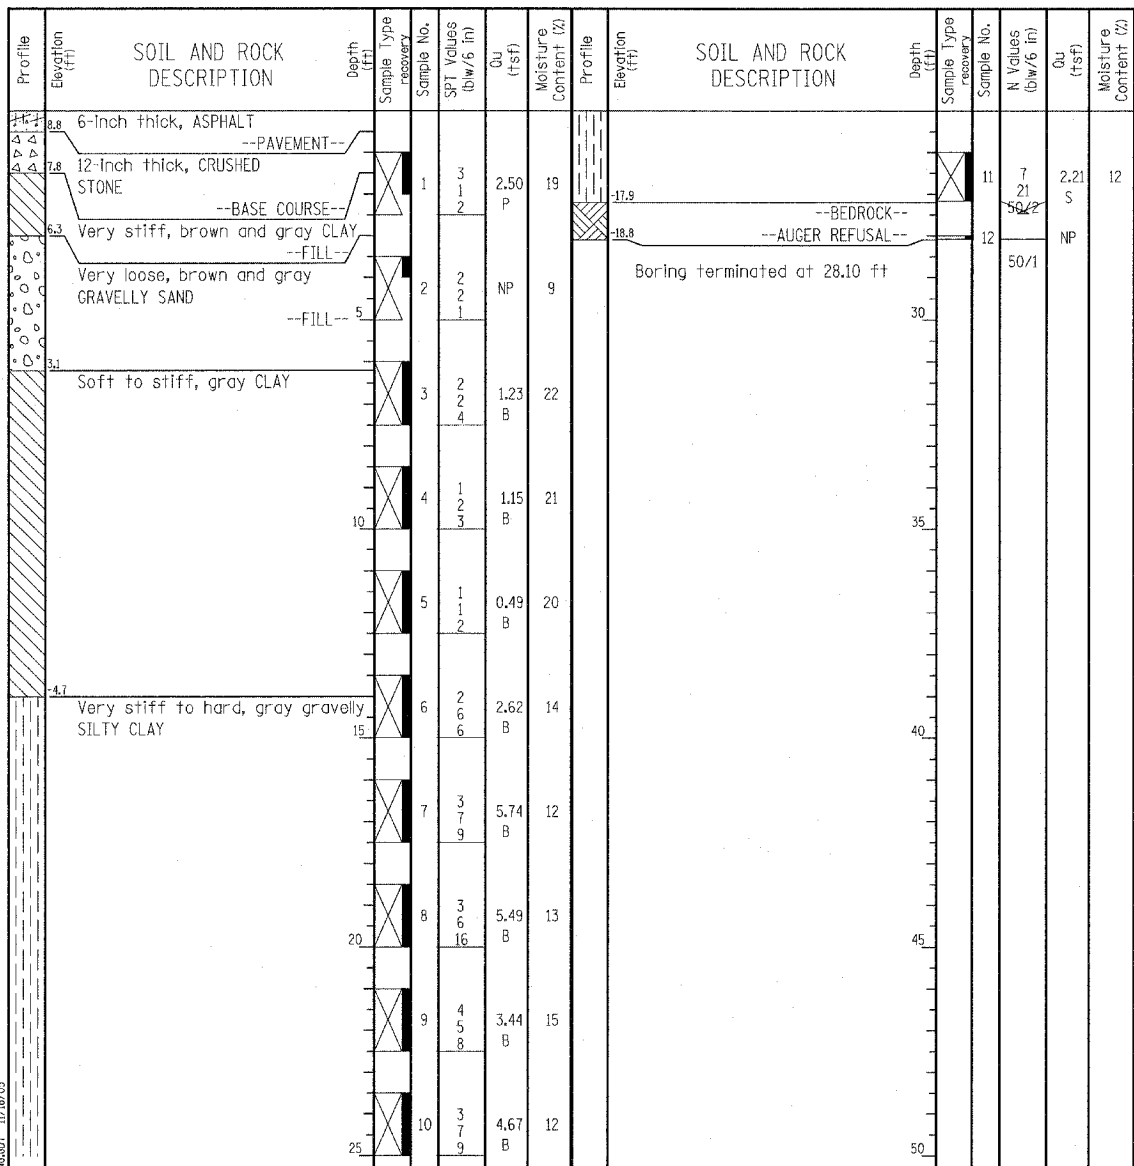 Profile
Elevation (ft)
SOIL AND ROCK DESCRIPTION
Depth (ft)
Sample Type recovery
Sample No.
SPT Values (blw/6 in)
Qu (tsf)
Moisture Content (%)
Profile
Elevation (ft)
SOIL AND ROCK DESCRIPTION
Depth (ft)
Sample Type recovery
Sample No.
N Values (blw/6 in)
Qu (tsf)
Moisture Content (%)
8.8 6-inch thick, ASPHALT
--PAVEMENT--
7.8 12-inch thick, CRUSHED
STONE
--BASE COURSE--
6.3 Very stiff, brown and gray CLAY
--FILL--
Very loose, brown and gray
GRAVELLY SAND
--FILL-- 5
3.1
Soft to stiff, gray CLAY
10
-4.7
Very stiff to hard, gray gravelly
SILTY CLAY 15
20
25
1 3 1 2 2.50 P 19
2 2 2 1 NP 9
3 2 2 4 1.23 B 22
4 1 2 3 1.15 B 21
5 1 1 2 0.49 B 20
6 2 6 6 2.62 B 14
7 3 7 9 5.74 B 12
8 3 6 16 5.49 B 13
9 4 5 8 3.44 B 15
10 3 7 9 4.67 B 12
-17.9
--BEDROCK--
-18.8 --AUGER REFUSAL--
Boring terminated at 28.10 ft
30
35
40
45
50
11 7 21 50/2 2.21 S 12
12 50/1 NP